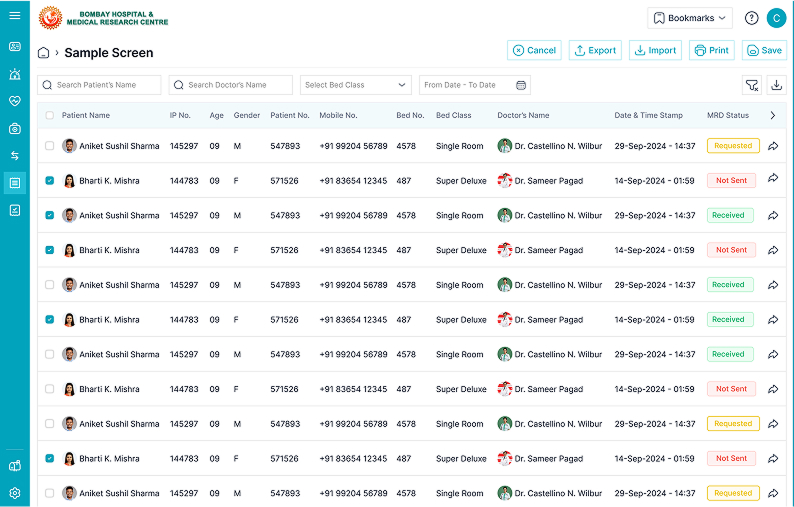 BOMBAY HOSPITAL &
MEDICAL RESEARCH CENTRE
Bookmarks
C
Sample Screen
Cancel
Export
Import
Print
Save
Search Patient's Name
Search Doctor's Name
Select Bed Class
From Date - To Date
Patient Name IP No. Age Gender Patient No. Mobile No. Bed No. Bed Class Doctor's Name Date & Time Stamp MRD Status
Aniket Sushil Sharma 145297 09 M 547893 +91 99204 56789 4578 Single Room Dr. Castellino N. Wilbur 29-Sep-2024 - 14:37 Requested
Bharti K. Mishra 144783 09 F 571526 +91 83654 12345 487 Super Deluxe Dr. Sameer Pagad 14-Sep-2024 - 01:59 Not Sent
Aniket Sushil Sharma 145297 09 M 547893 +91 99204 56789 4578 Single Room Dr. Castellino N. Wilbur 29-Sep-2024 - 14:37 Received
Bharti K. Mishra 144783 09 F 571526 +91 83654 12345 487 Super Deluxe Dr. Sameer Pagad 14-Sep-2024 - 01:59 Not Sent
Aniket Sushil Sharma 145297 09 M 547893 +91 99204 56789 4578 Single Room Dr. Castellino N. Wilbur 29-Sep-2024 - 14:37 Received
Bharti K. Mishra 144783 09 F 571526 +91 83654 12345 487 Super Deluxe Dr. Sameer Pagad 14-Sep-2024 - 01:59 Received
Aniket Sushil Sharma 145297 09 M 547893 +91 99204 56789 4578 Single Room Dr. Castellino N. Wilbur 29-Sep-2024 - 14:37 Received
Bharti K. Mishra 144783 09 F 571526 +91 83654 12345 487 Super Deluxe Dr. Sameer Pagad 14-Sep-2024 - 01:59 Not Sent
Aniket Sushil Sharma 145297 09 M 547893 +91 99204 56789 4578 Single Room Dr. Castellino N. Wilbur 29-Sep-2024 - 14:37 Requested
Bharti K. Mishra 144783 09 F 571526 +91 83654 12345 487 Super Deluxe Dr. Sameer Pagad 14-Sep-2024 - 01:59 Not Sent
Aniket Sushil Sharma 145297 09 M 547893 +91 99204 56789 4578 Single Room Dr. Castellino N. Wilbur 29-Sep-2024 - 14:37 Requested